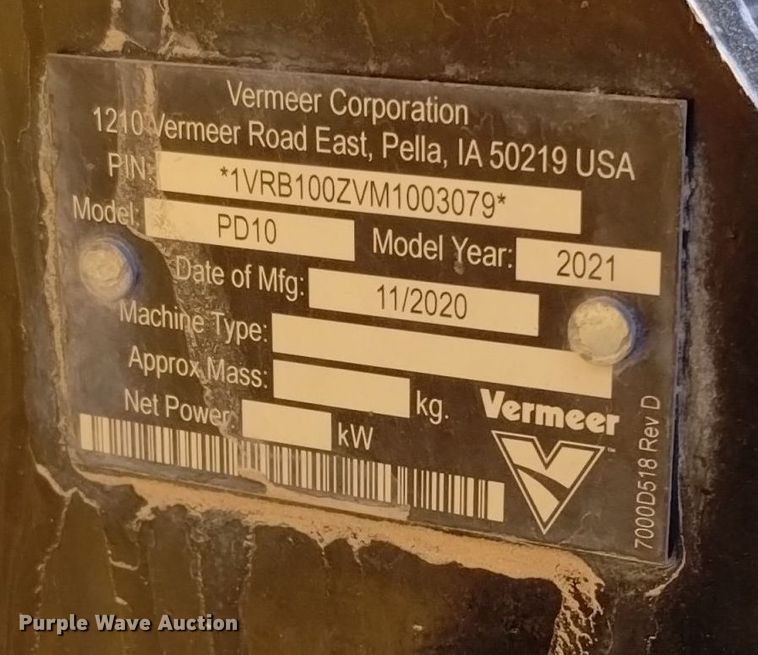 Vermeer Corporation
1210 Vermeer Road East, Pella, IA 50219 USA
PIN: *1VRB100ZVM1003079*
Model: PD10 Model Year: 2021
Date of Mfg: 11/2020
Machine Type:
Approx Mass: kg.
Net Power: kW
Vermeer
™
7000D518 Rev D
Purple Wave Auction